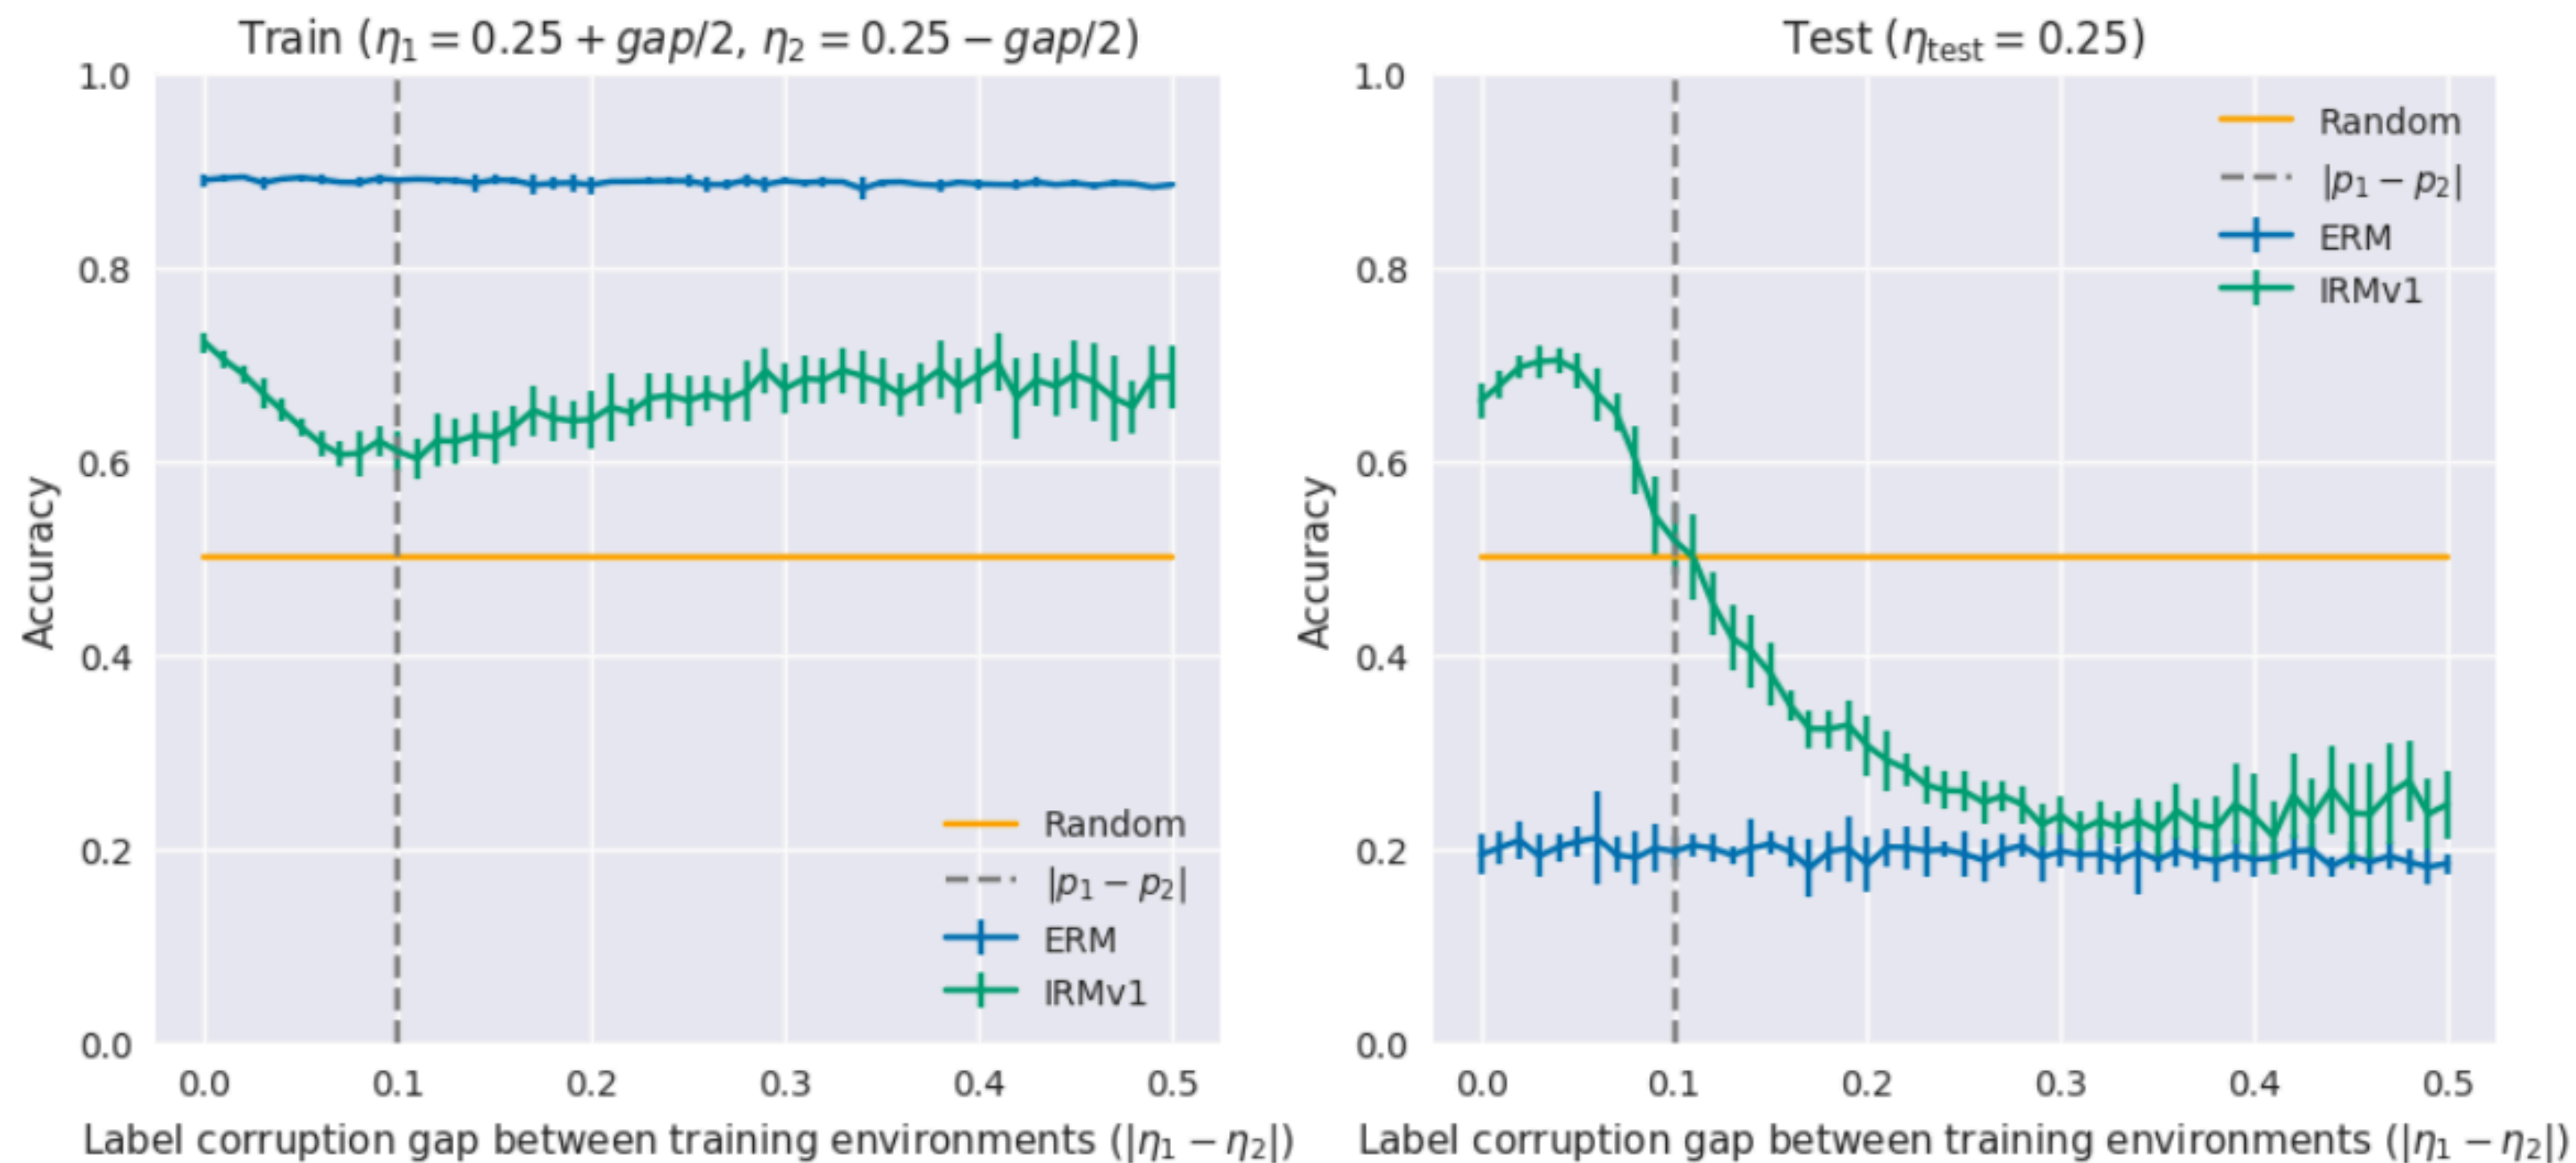 Train (η₁ = 0.25 + gap/2, η₂ = 0.25 − gap/2)
1.0
0.8
0.6
0.4
0.2
0.0
Accuracy
0.0 0.1 0.2 0.3 0.4 0.5
Label corruption gap between training environments (|η₁ − η₂|)
Random
|p₁ − p₂|
ERM
IRMv1
Test (η_test = 0.25)
1.0
0.8
0.6
0.4
0.2
0.0
Accuracy
0.0 0.1 0.2 0.3 0.4 0.5
Label corruption gap between training environments (|η₁ − η₂|)
Random
|p₁ − p₂|
ERM
IRMv1